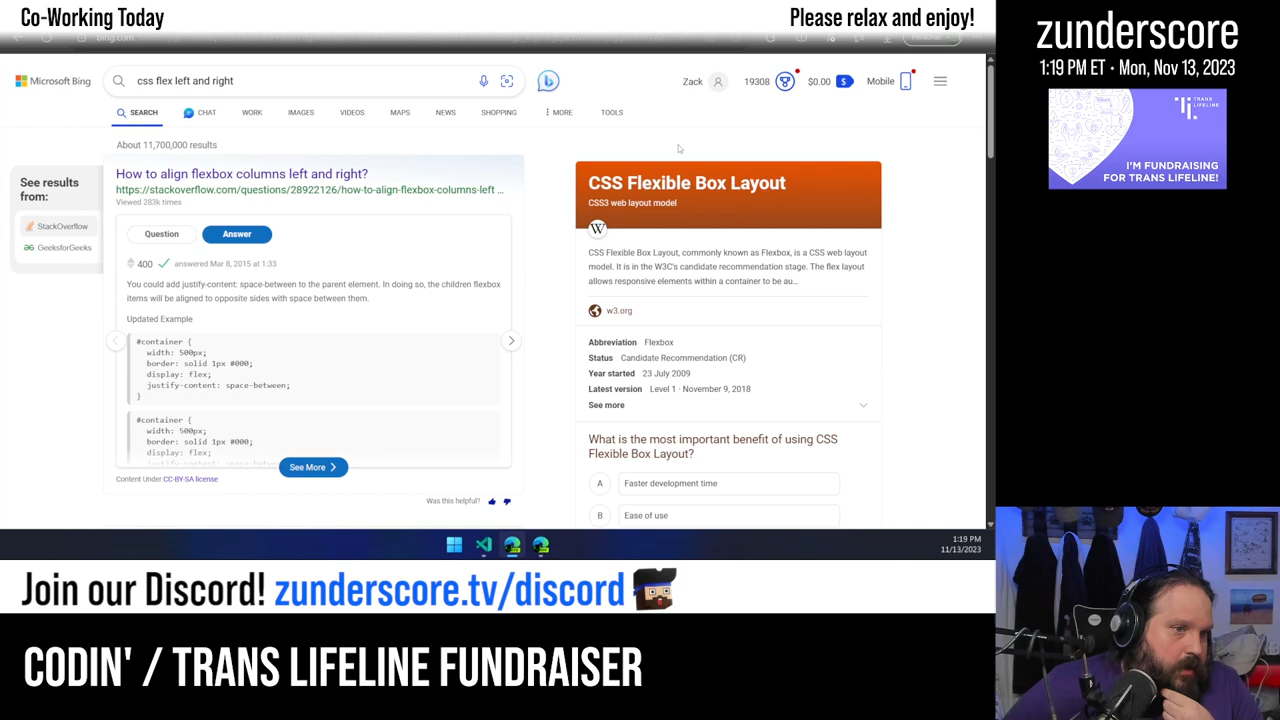 Co-Working Today
Please relax and enjoy!
zunderscore
1:19 PM ET • Mon, Nov 13, 2023
TRANS
LIFELINE
I'M FUNDRAISING
FOR TRANS LIFELINE!
bing.com
Microsoft Bing
css flex left and right
Zack
19308
$0.00
$
Mobile
SEARCH
CHAT
WORK
IMAGES
VIDEOS
MAPS
NEWS
SHOPPING
MORE
TOOLS
About 11,700,000 results
See results
from:
StackOverflow
GeeksforGeeks
How to align flexbox columns left and right?
https://stackoverflow.com/questions/28922126/how-to-align-flexbox-columns-left ...
Viewed 283k times
Question
Answer
400
answered Mar 8, 2015 at 1:33
You could add justify-content: space-between to the parent element. In doing so, the children flexbox
items will be aligned to opposite sides with space between them.
Updated Example
#container {
width: 500px;
border: solid 1px #000;
display: flex;
justify-content: space-between;
}
#container {
width: 500px;
border: solid 1px #000;
display: flex;
See More
Content Under CC-BY-SA license
Was this helpful?
CSS Flexible Box Layout
CSS3 web layout model
W
CSS Flexible Box Layout, commonly known as Flexbox, is a CSS web layout
model. It is in the W3C's candidate recommendation stage. The flex layout
allows responsive elements within a container to be au...
w3.org
Abbreviation Flexbox
Status Candidate Recommendation (CR)
Year started 23 July 2009
Latest version Level 1 · November 9, 2018
See more
What is the most important benefit of using CSS
Flexible Box Layout?
A Faster development time
B Ease of use
1:19 PM
11/13/2023
Join our Discord! zunderscore.tv/discord
CODIN' / TRANS LIFELINE FUNDRAISER